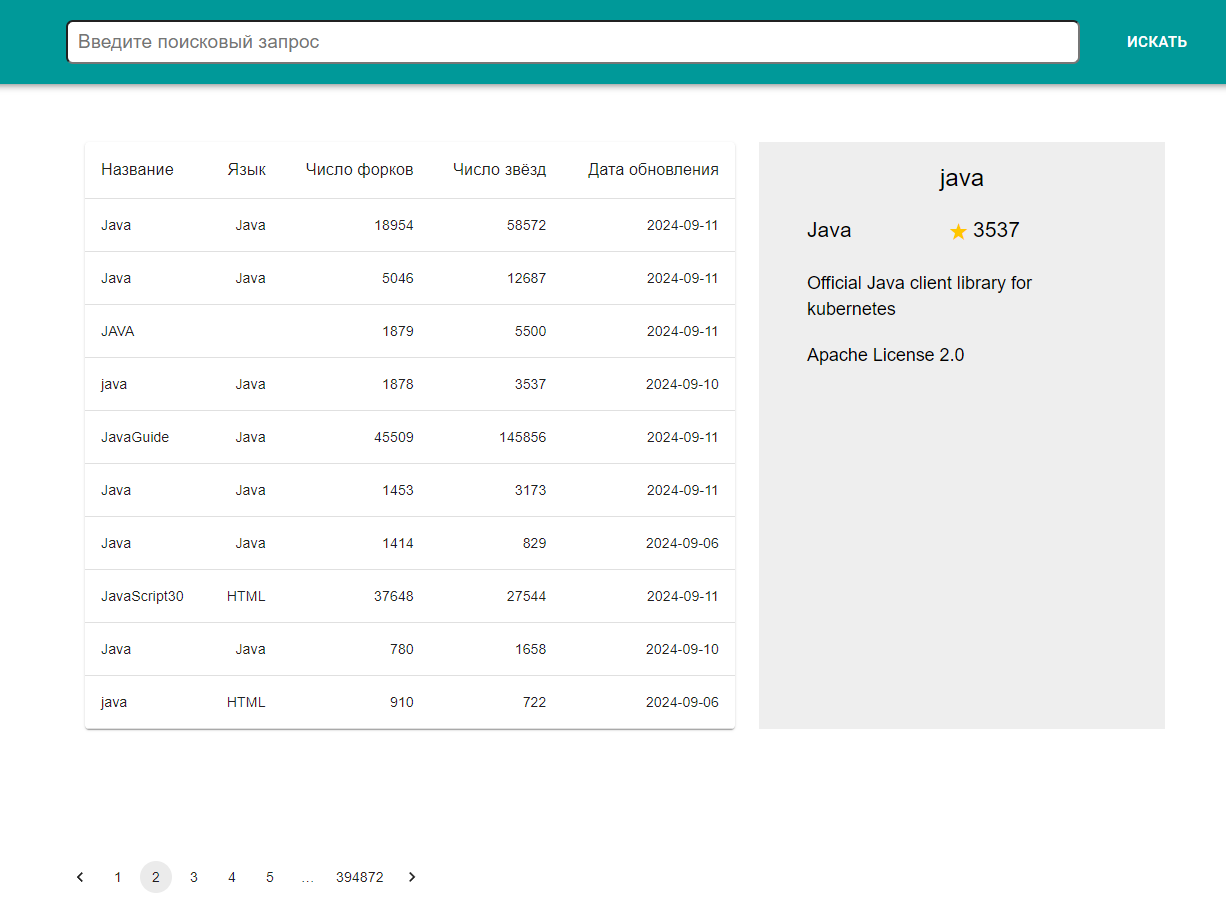 Введите поисковый запрос ИСКАТЬ
Название Язык Число форков Число звёзд Дата обновления
Java Java 18954 58572 2024-09-11
Java Java 5046 12687 2024-09-11
JAVA 1879 5500 2024-09-11
java Java 1878 3537 2024-09-10
JavaGuide Java 45509 145856 2024-09-11
Java Java 1453 3173 2024-09-11
Java Java 1414 829 2024-09-06
JavaScript30 HTML 37648 27544 2024-09-11
Java Java 780 1658 2024-09-10
java HTML 910 722 2024-09-06
java
Java ★ 3537
Official Java client library for
kubernetes
Apache License 2.0
1 2 3 4 5 … 394872